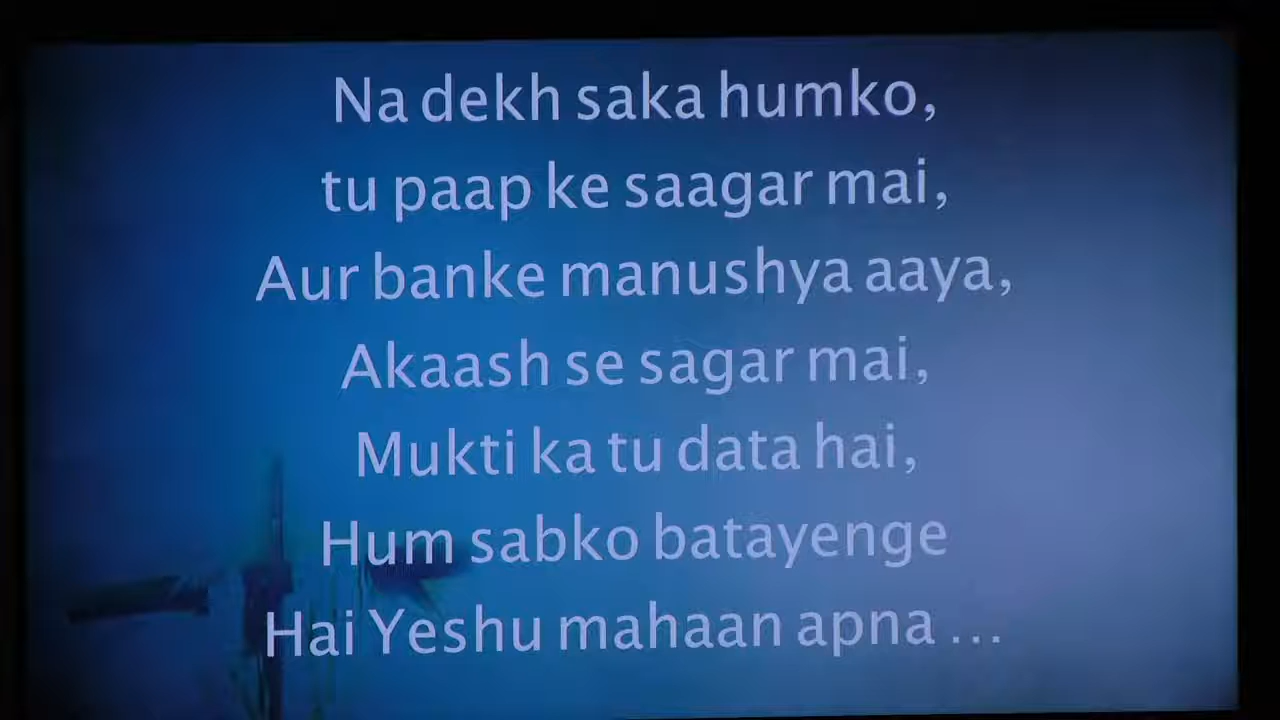 Na dekh saka humko,
tu paap ke saagar mai,
Aur banke manushya aaya,
Akaash se sagar mai,
Mukti ka tu data hai,
Hum sabko batayenge
Hai Yeshu mahaan apna ...